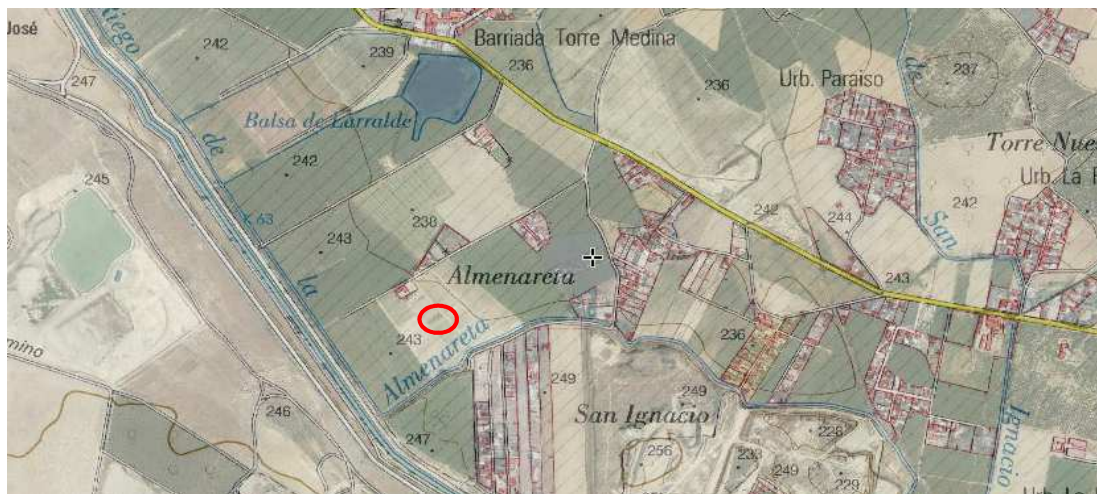 José
Riego
242
239
Barriada Torre Medina
236
236
Urb. Paraiso
de
237
247
Balsa de Larralde
de
242
245
K 63
238
243
la
242
244
Torre Nue
Urb. La P
242
San
243
Almenareta
243
Almenareta
236
249
249
San Ignacio
Ignacio
mino
246
247
256
233
249
228
229